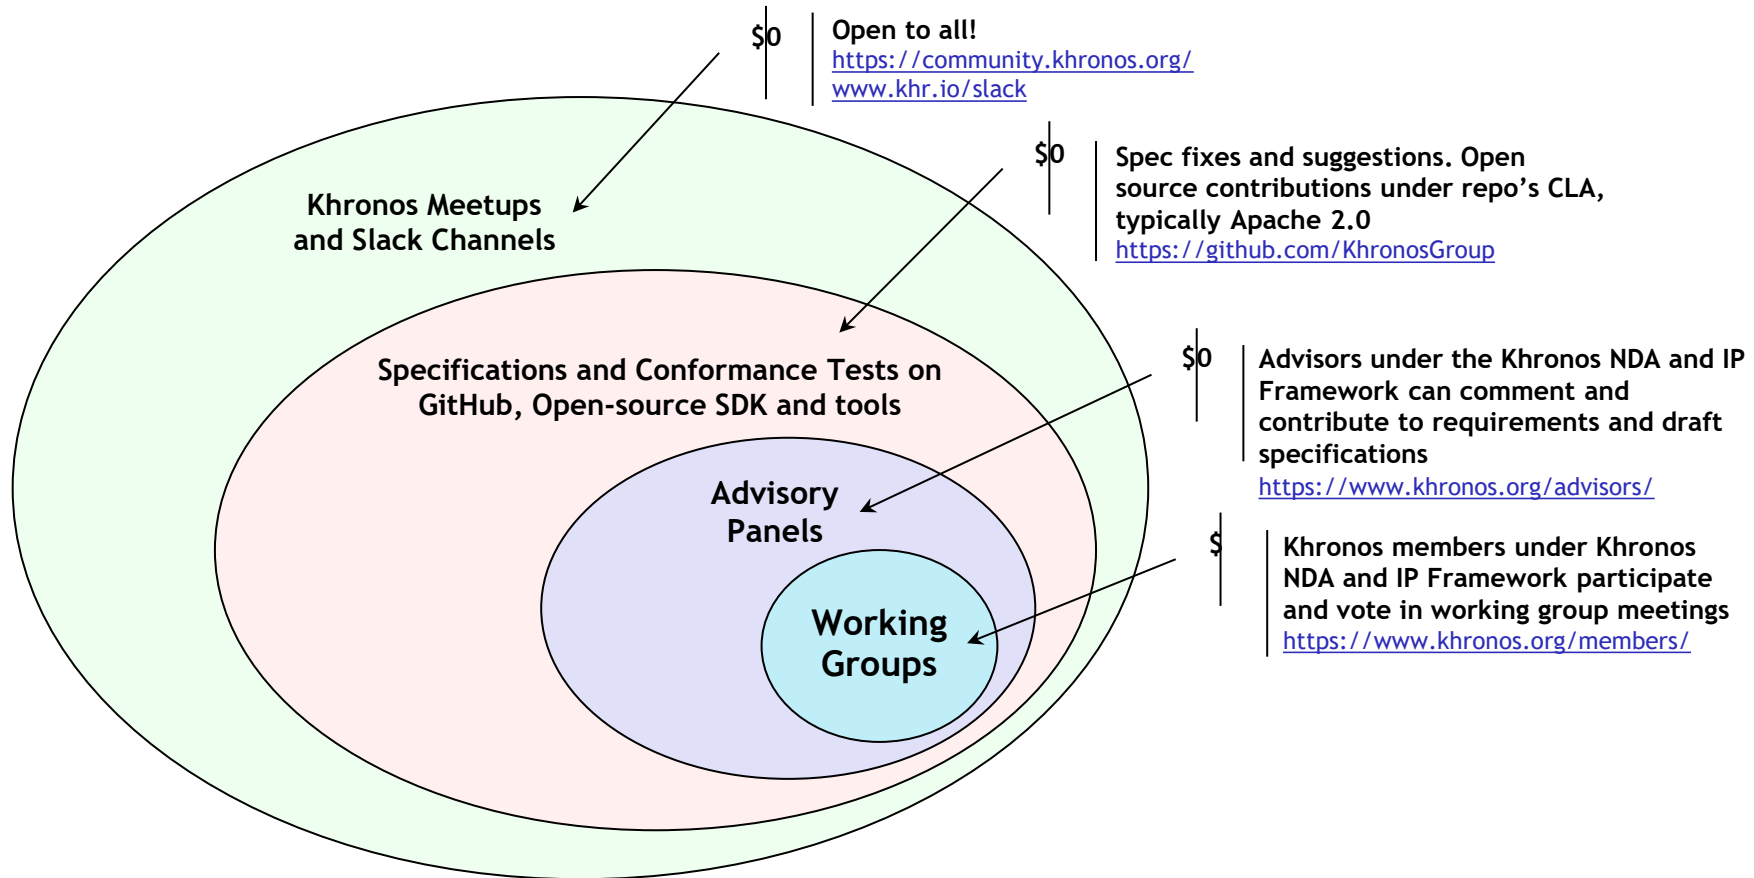 $0
Open to all!
https://community.khronos.org/
www.khr.io/slack
$0
Spec fixes and suggestions. Open
source contributions under repo’s CLA,
typically Apache 2.0
https://github.com/KhronosGroup
Khronos Meetups
and Slack Channels
$0
Advisors under the Khronos NDA and IP
Framework can comment and
contribute to requirements and draft
specifications
https://www.khronos.org/advisors/
Specifications and Conformance Tests on
GitHub, Open-source SDK and tools
Advisory
Panels
$
Khronos members under Khronos
NDA and IP Framework participate
and vote in working group meetings
https://www.khronos.org/members/
Working
Groups